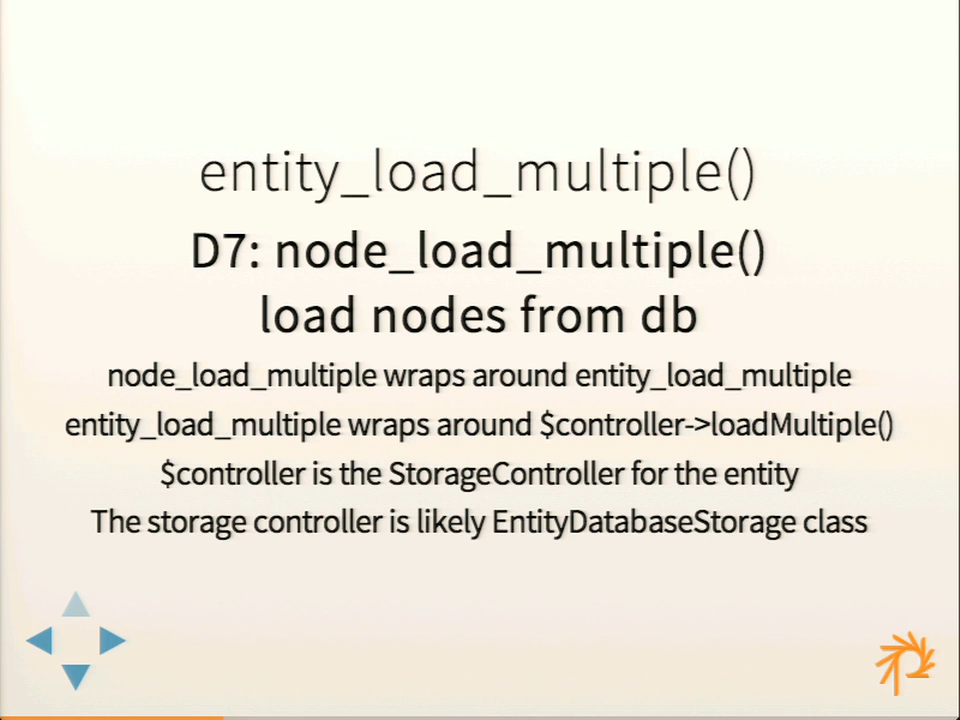 entity_load_multiple()
D7: node_load_multiple()
load nodes from db
node_load_multiple wraps around entity_load_multiple
entity_load_multiple wraps around $controller->loadMultiple()
$controller is the StorageController for the entity
The storage controller is likely EntityDatabaseStorage class